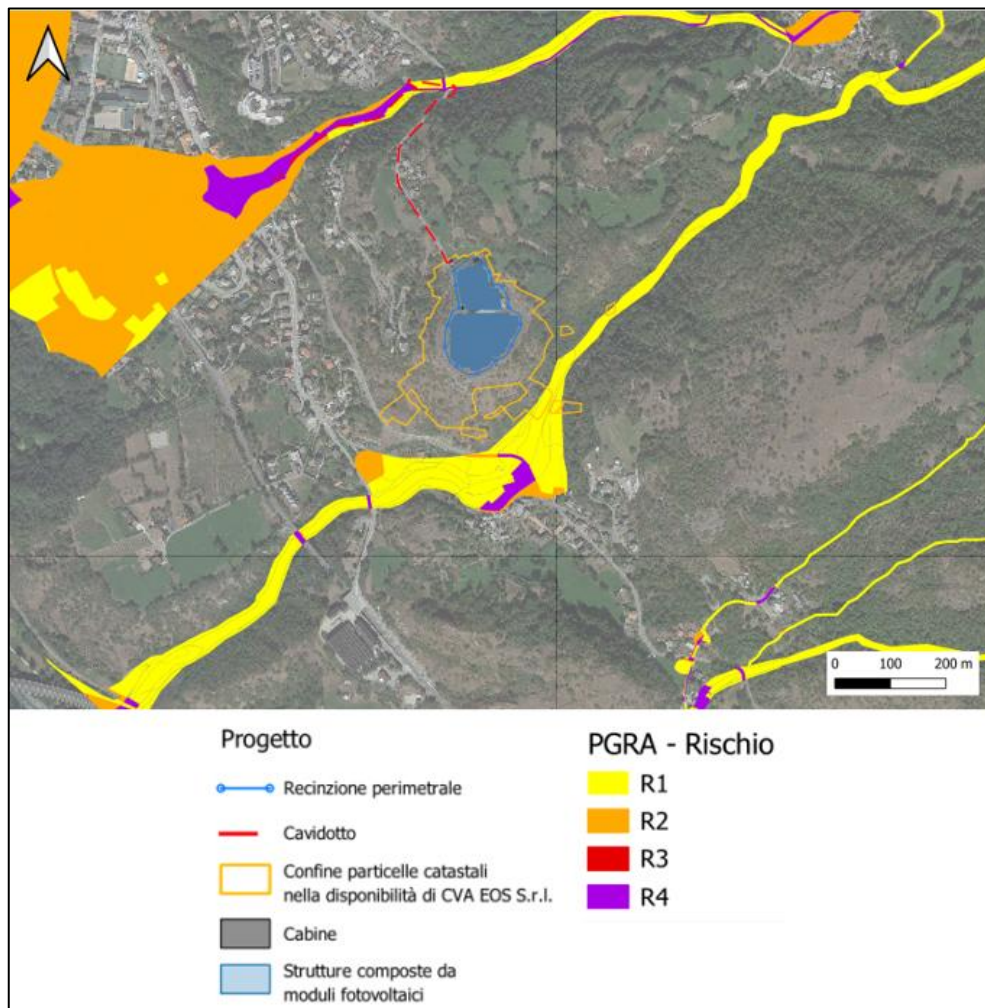 0 100 200 m
Progetto
Recinzione perimetrale
Cavidotto
Confine particelle catastali
nella disponibilità di CVA EOS S.r.l.
Cabine
Strutture composte da
moduli fotovoltaici
PGRA - Rischio
R1
R2
R3
R4